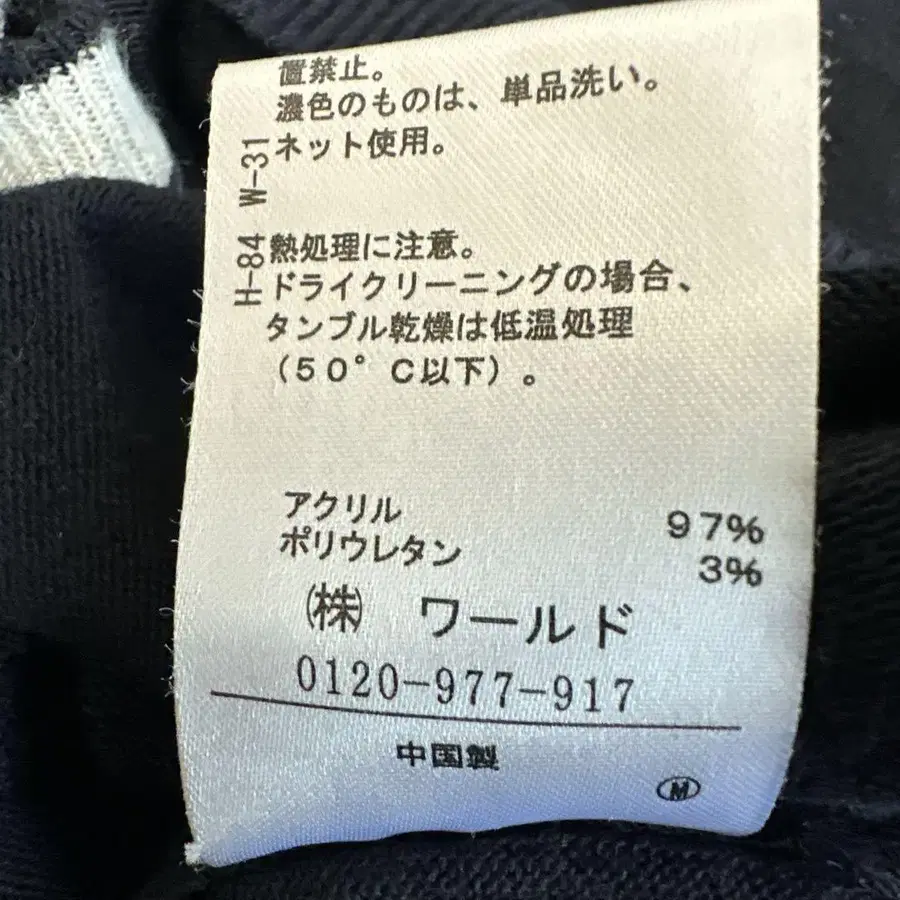 置禁止。
濃色のものは、単品洗い。
ネット使用。
熱処理に注意。
ドライクリーニングの場合、
タンブル乾燥は低温処理
(50°C以下)。
H-84 W-31
アクリル 97%
ポリウレタン 3%
㈱ ワールド
0120-977-917
中国製
Ⓜ